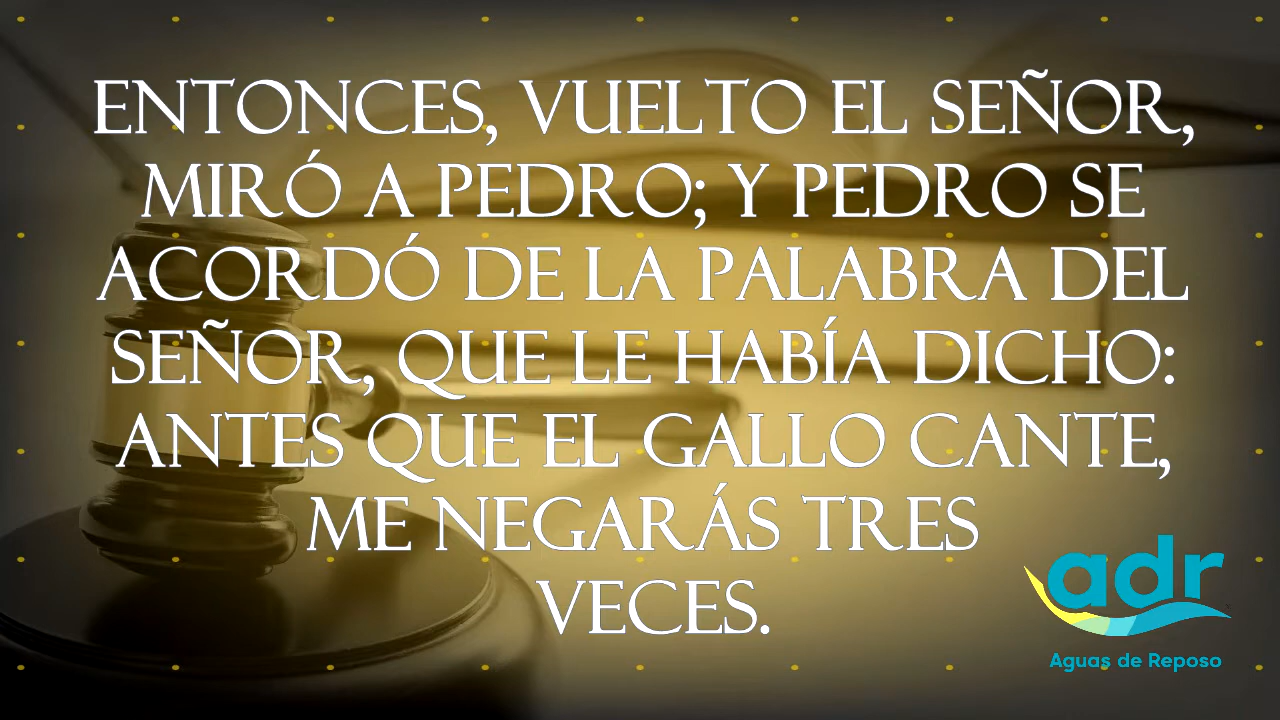 ENTONCES, VUELTO EL SEÑOR,
MIRÓ A PEDRO; Y PEDRO SE
ACORDÓ DE LA PALABRA DEL
SEÑOR, QUE LE HABÍA DICHO:
ANTES QUE EL GALLO CANTE,
ME NEGARÁS TRES
VECES.
adr
Aguas de Reposo